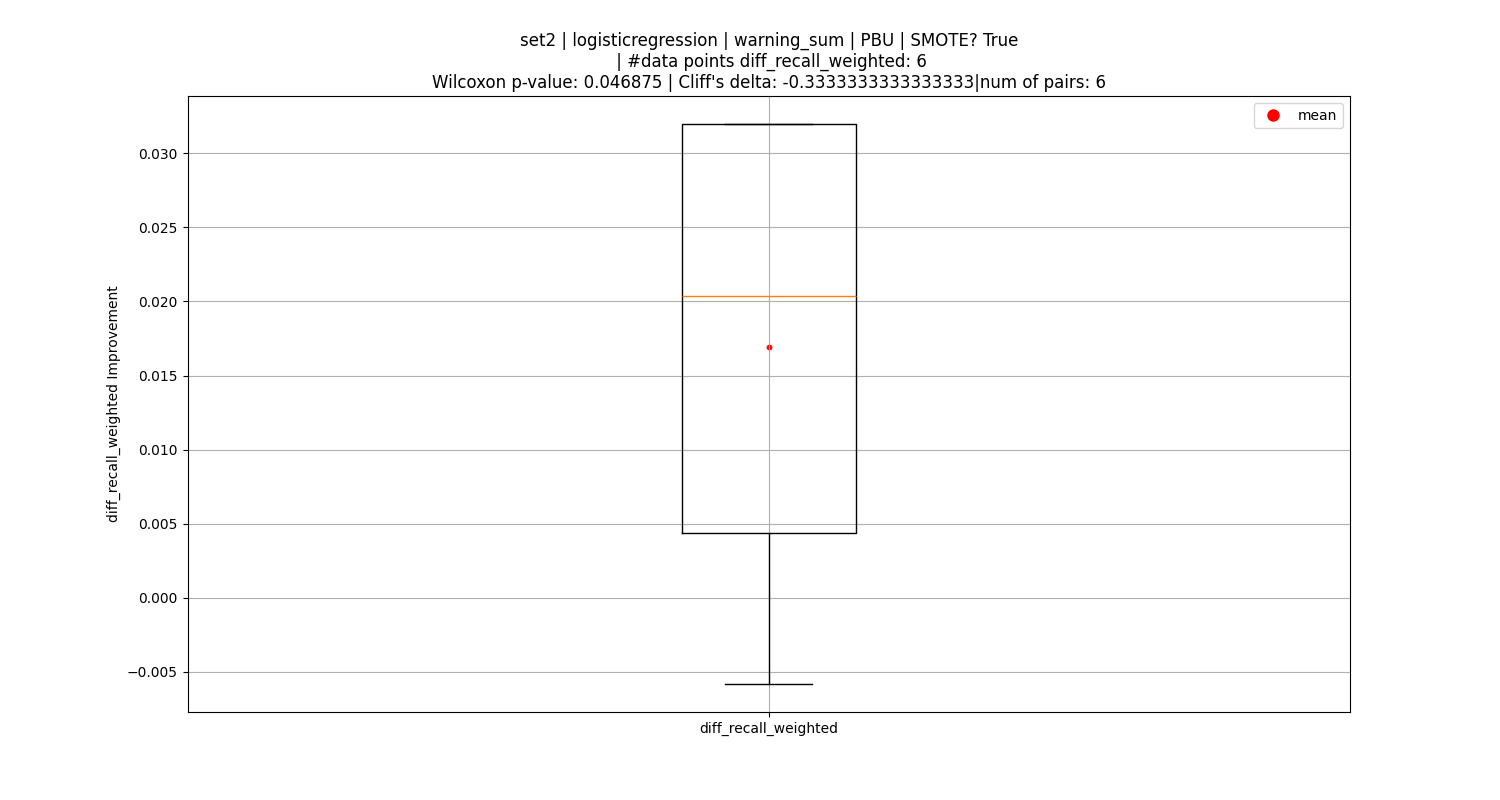 set2 | logisticregression | warning_sum | PBU | SMOTE? True
| #data points diff_recall_weighted: 6
Wilcoxon p-value: 0.046875 | Cliff's delta: -0.3333333333333333|num of pairs: 6
mean
0.030
0.025
0.020
0.015
0.010
0.005
0.000
−0.005
diff_recall_weighted Improvement
diff_recall_weighted